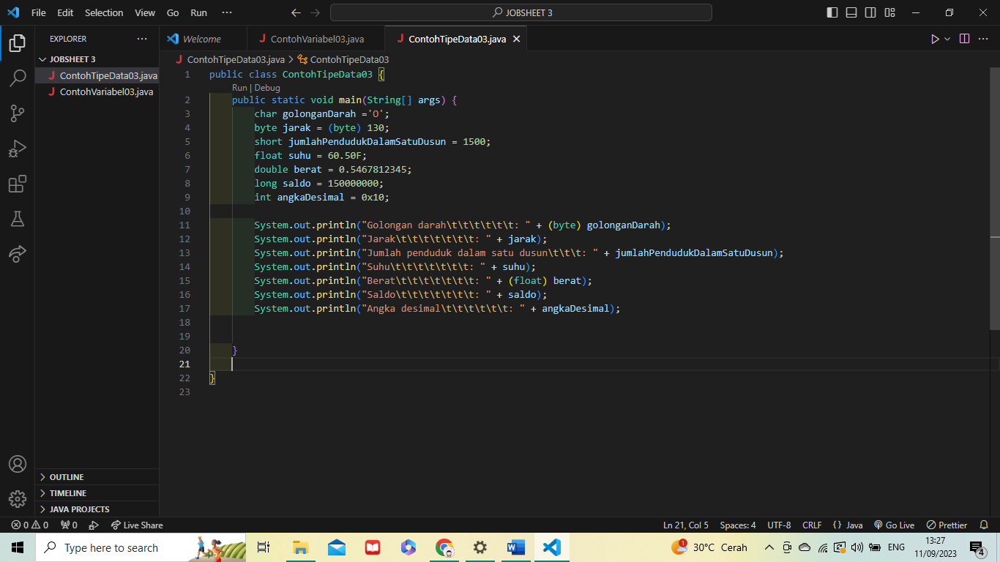 File Edit Selection View Go Run ··· JOBSHEET 3
EXPLORER ··· Welcome ContohVariabel03.java ContohTipeData03.java
JOBSHEET 3
ContohTipeData03.java
ContohVariabel03.java
ContohTipeData03.java > ContohTipeData03
1 public class ContohTipeData03 {
Run | Debug
2 public static void main(String[] args) {
3 char golonganDarah ='O';
4 byte jarak = (byte) 130;
5 short jumlahPendudukDalamSatuDusun = 1500;
6 float suhu = 60.50F;
7 double berat = 0.5467812345;
8 long saldo = 150000000;
9 int angkaDesimal = 0x10;
10
11 System.out.println("Golongan darah\t\t\t\t\t\t: " + (byte) golonganDarah);
12 System.out.println("Jarak\t\t\t\t\t\t\t: " + jarak);
13 System.out.println("Jumlah penduduk dalam satu dusun\t\t\t: " + jumlahPendudukDalamSatuDusun);
14 System.out.println("Suhu\t\t\t\t\t\t\t: " + suhu);
15 System.out.println("Berat\t\t\t\t\t\t\t: " + (float) berat);
16 System.out.println("Saldo\t\t\t\t\t\t\t: " + saldo);
17 System.out.println("Angka desimal\t\t\t\t\t\t: " + angkaDesimal);
18
19
20 }
21
22 }
23
OUTLINE
TIMELINE
JAVA PROJECTS
0 0 0 Live Share Ln 21, Col 5 Spaces: 4 UTF-8 CRLF {} Java Go Live Prettier
Type here to search 1 30°C Cerah ENG 13:27
11/09/2023 4